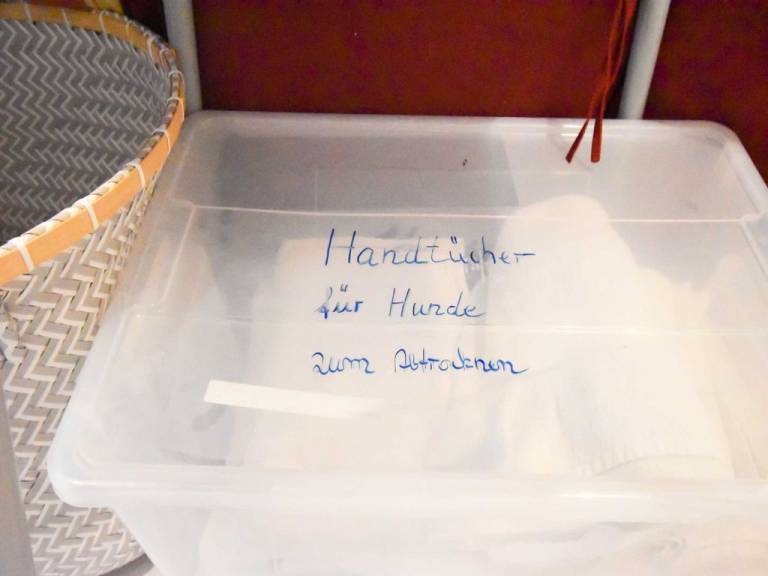 Handtücher
für Hunde
zum Abtrocknen